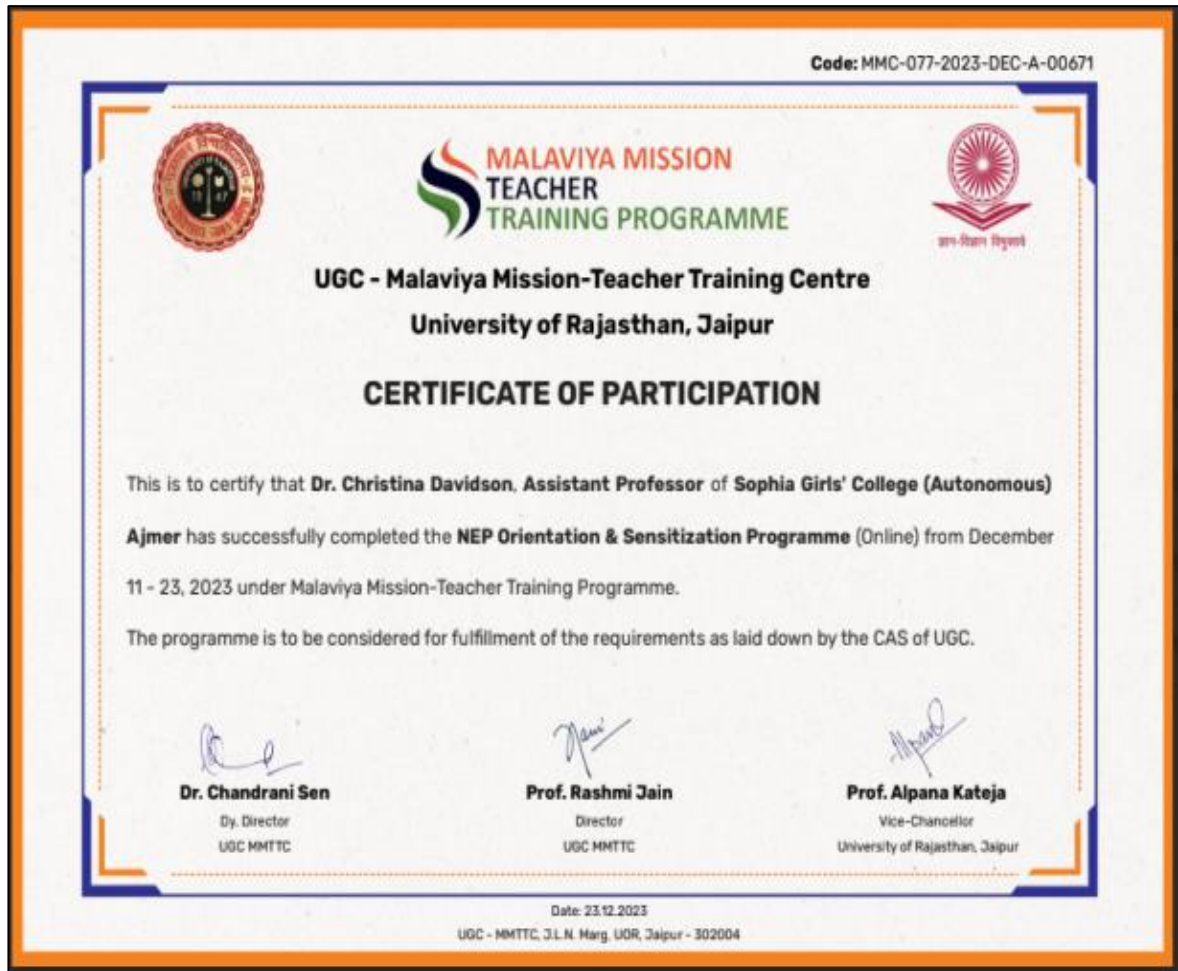 Code: MMC-077-2023-DEC-A-00671
MALAVIYA MISSION
TEACHER
TRAINING PROGRAMME
ज्ञान-विज्ञान विमुक्तये
UGC - Malaviya Mission-Teacher Training Centre
University of Rajasthan, Jaipur
CERTIFICATE OF PARTICIPATION
This is to certify that Dr. Christina Davidson, Assistant Professor of Sophia Girls' College (Autonomous)
Ajmer has successfully completed the NEP Orientation & Sensitization Programme (Online) from December
11 - 23, 2023 under Malaviya Mission-Teacher Training Programme.
The programme is to be considered for fulfillment of the requirements as laid down by the CAS of UGC.
Dr. Chandrani Sen
Prof. Rashmi Jain
Prof. Alpana Kateja
Dy. Director
Director
Vice-Chancellor
UGC MMTTC
UGC MMTTC
University of Rajasthan, Jaipur
Date: 23.12.2023
UGC - MMTTC, J.L.N. Marg, UOR, Jaipur - 302004